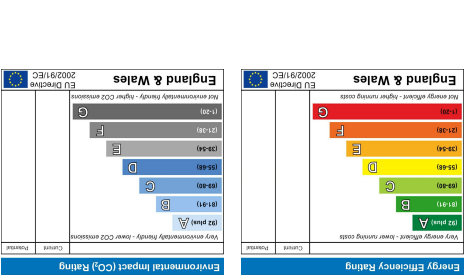 Energy Efficiency Rating
Current Potential
Very energy efficient - lower running costs
(92 plus) A
(81-91) B
(69-80) C
(55-68) D
(39-54) E
(21-38) F
(1-20) G
Not energy efficient - higher running costs
England & Wales
EU Directive
2002/91/EC
Environmental Impact (CO₂) Rating
Current Potential
Very environmentally friendly - lower CO2 emissions
(92 plus) A
(81-91) B
(69-80) C
(55-68) D
(39-54) E
(21-38) F
(1-20) G
Not environmentally friendly - higher CO2 emissions
England & Wales
EU Directive
2002/91/EC